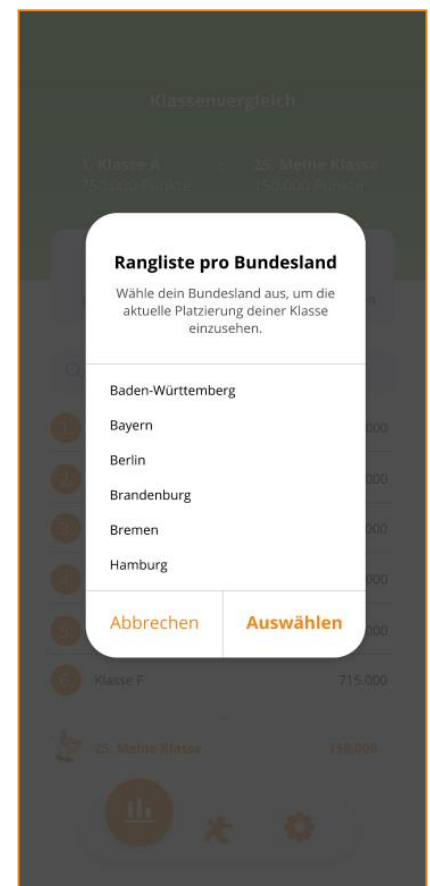 Klassenvergleich
1. Klasse A : 25. Meine Klasse
750.000 Punkte 150.000 Punkte
Rangliste pro Bundesland
Wähle dein Bundesland aus, um die
aktuelle Platzierung deiner Klasse
einzusehen.
Baden-Württemberg
Bayern
Berlin
Brandenburg
Bremen
Hamburg
Abbrechen Auswählen
6. Klasse F 715.000
25. Meine Klasse 150.000